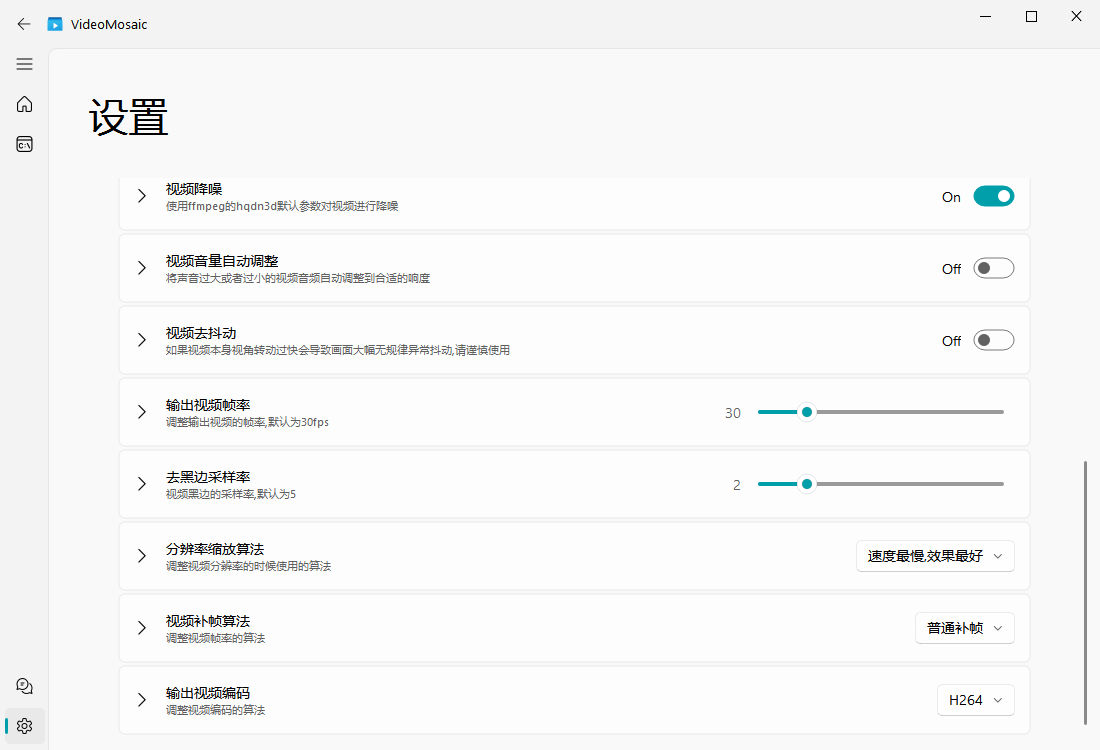 VideoMosaic
设置
视频降噪
使用ffmpeg的hqdn3d默认参数对视频进行降噪
On
视频音量自动调整
将声音过大或者过小的视频音频自动调整到合适的响度
Off
视频去抖动
如果视频本身视角转动过快会导致画面大幅无规律异常抖动,请谨慎使用
Off
输出视频帧率
调整输出视频的帧率,默认为30fps
30
去黑边采样率
视频黑边的采样率,默认为5
2
分辨率缩放算法
调整视频分辨率的时候使用的算法
速度最慢,效果最好
视频补帧算法
调整视频帧率的算法
普通补帧
输出视频编码
调整视频编码的算法
H264